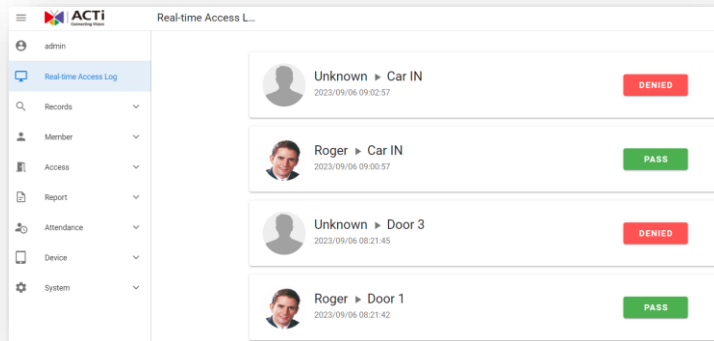 ACTi
Connecting Vision
Real-time Access L...
admin
Real-time Access Log
Records
Member
Access
Report
Attendance
Device
System
Unknown ▸ Car IN
2023/09/06 09:02:57
DENIED
Roger ▸ Car IN
2023/09/06 09:00:57
PASS
Unknown ▸ Door 3
2023/09/06 08:21:45
DENIED
Roger ▸ Door 1
2023/09/06 08:21:42
PASS